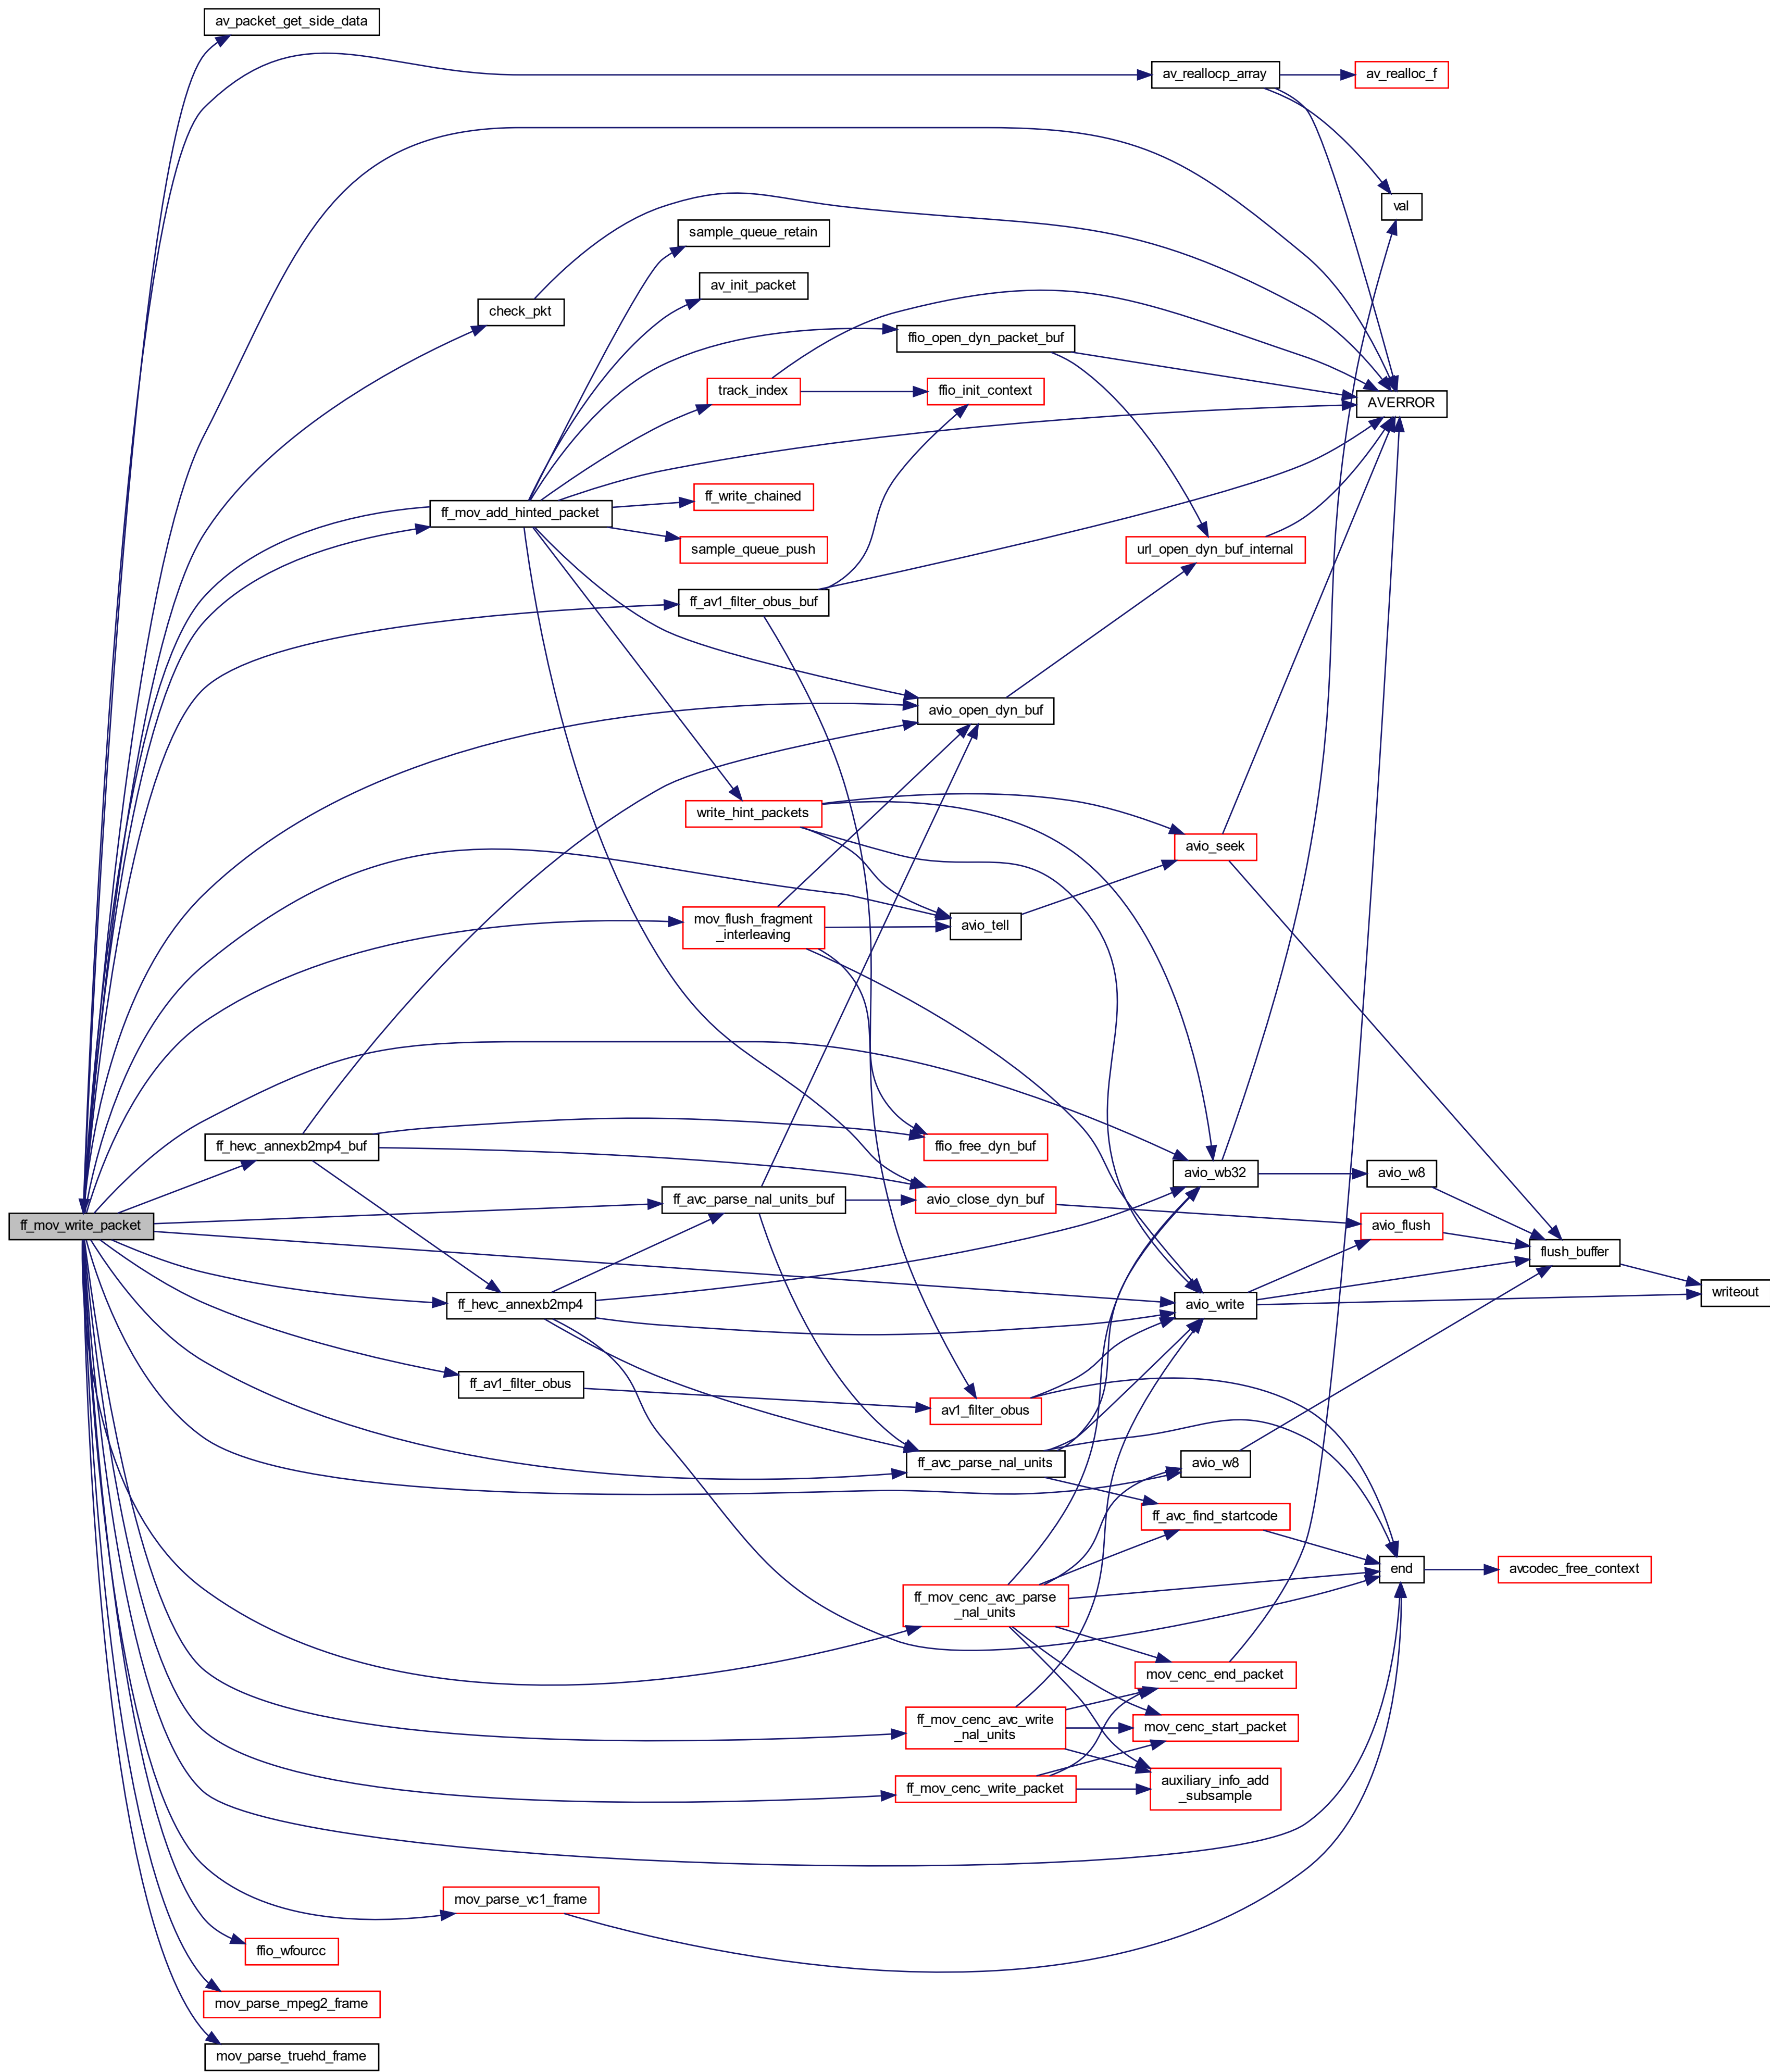 av_packet_get_side_data
av_reallocp_array
av_realloc_f
val
sample_queue_retain
av_init_packet
check_pkt
ffio_open_dyn_packet_buf
track_index
ffio_init_context
AVERROR
ff_write_chained
ff_mov_add_hinted_packet
sample_queue_push
url_open_dyn_buf_internal
ff_av1_filter_obus_buf
avio_open_dyn_buf
write_hint_packets
avio_seek
mov_flush_fragment
_interleaving
avio_tell
ff_hevc_annexb2mp4_buf
ffio_free_dyn_buf
avio_wb32
avio_w8
ff_avc_parse_nal_units_buf
avio_close_dyn_buf
ff_mov_write_packet
avio_flush
flush_buffer
writeout
ff_hevc_annexb2mp4
avio_write
ff_av1_filter_obus
av1_filter_obus
ff_avc_parse_nal_units
avio_w8
ff_avc_find_startcode
end
avcodec_free_context
ff_mov_cenc_avc_parse
_nal_units
mov_cenc_end_packet
ff_mov_cenc_avc_write
_nal_units
mov_cenc_start_packet
ff_mov_cenc_write_packet
auxiliary_info_add
_subsample
mov_parse_vc1_frame
ffio_wfourcc
mov_parse_mpeg2_frame
mov_parse_truehd_frame